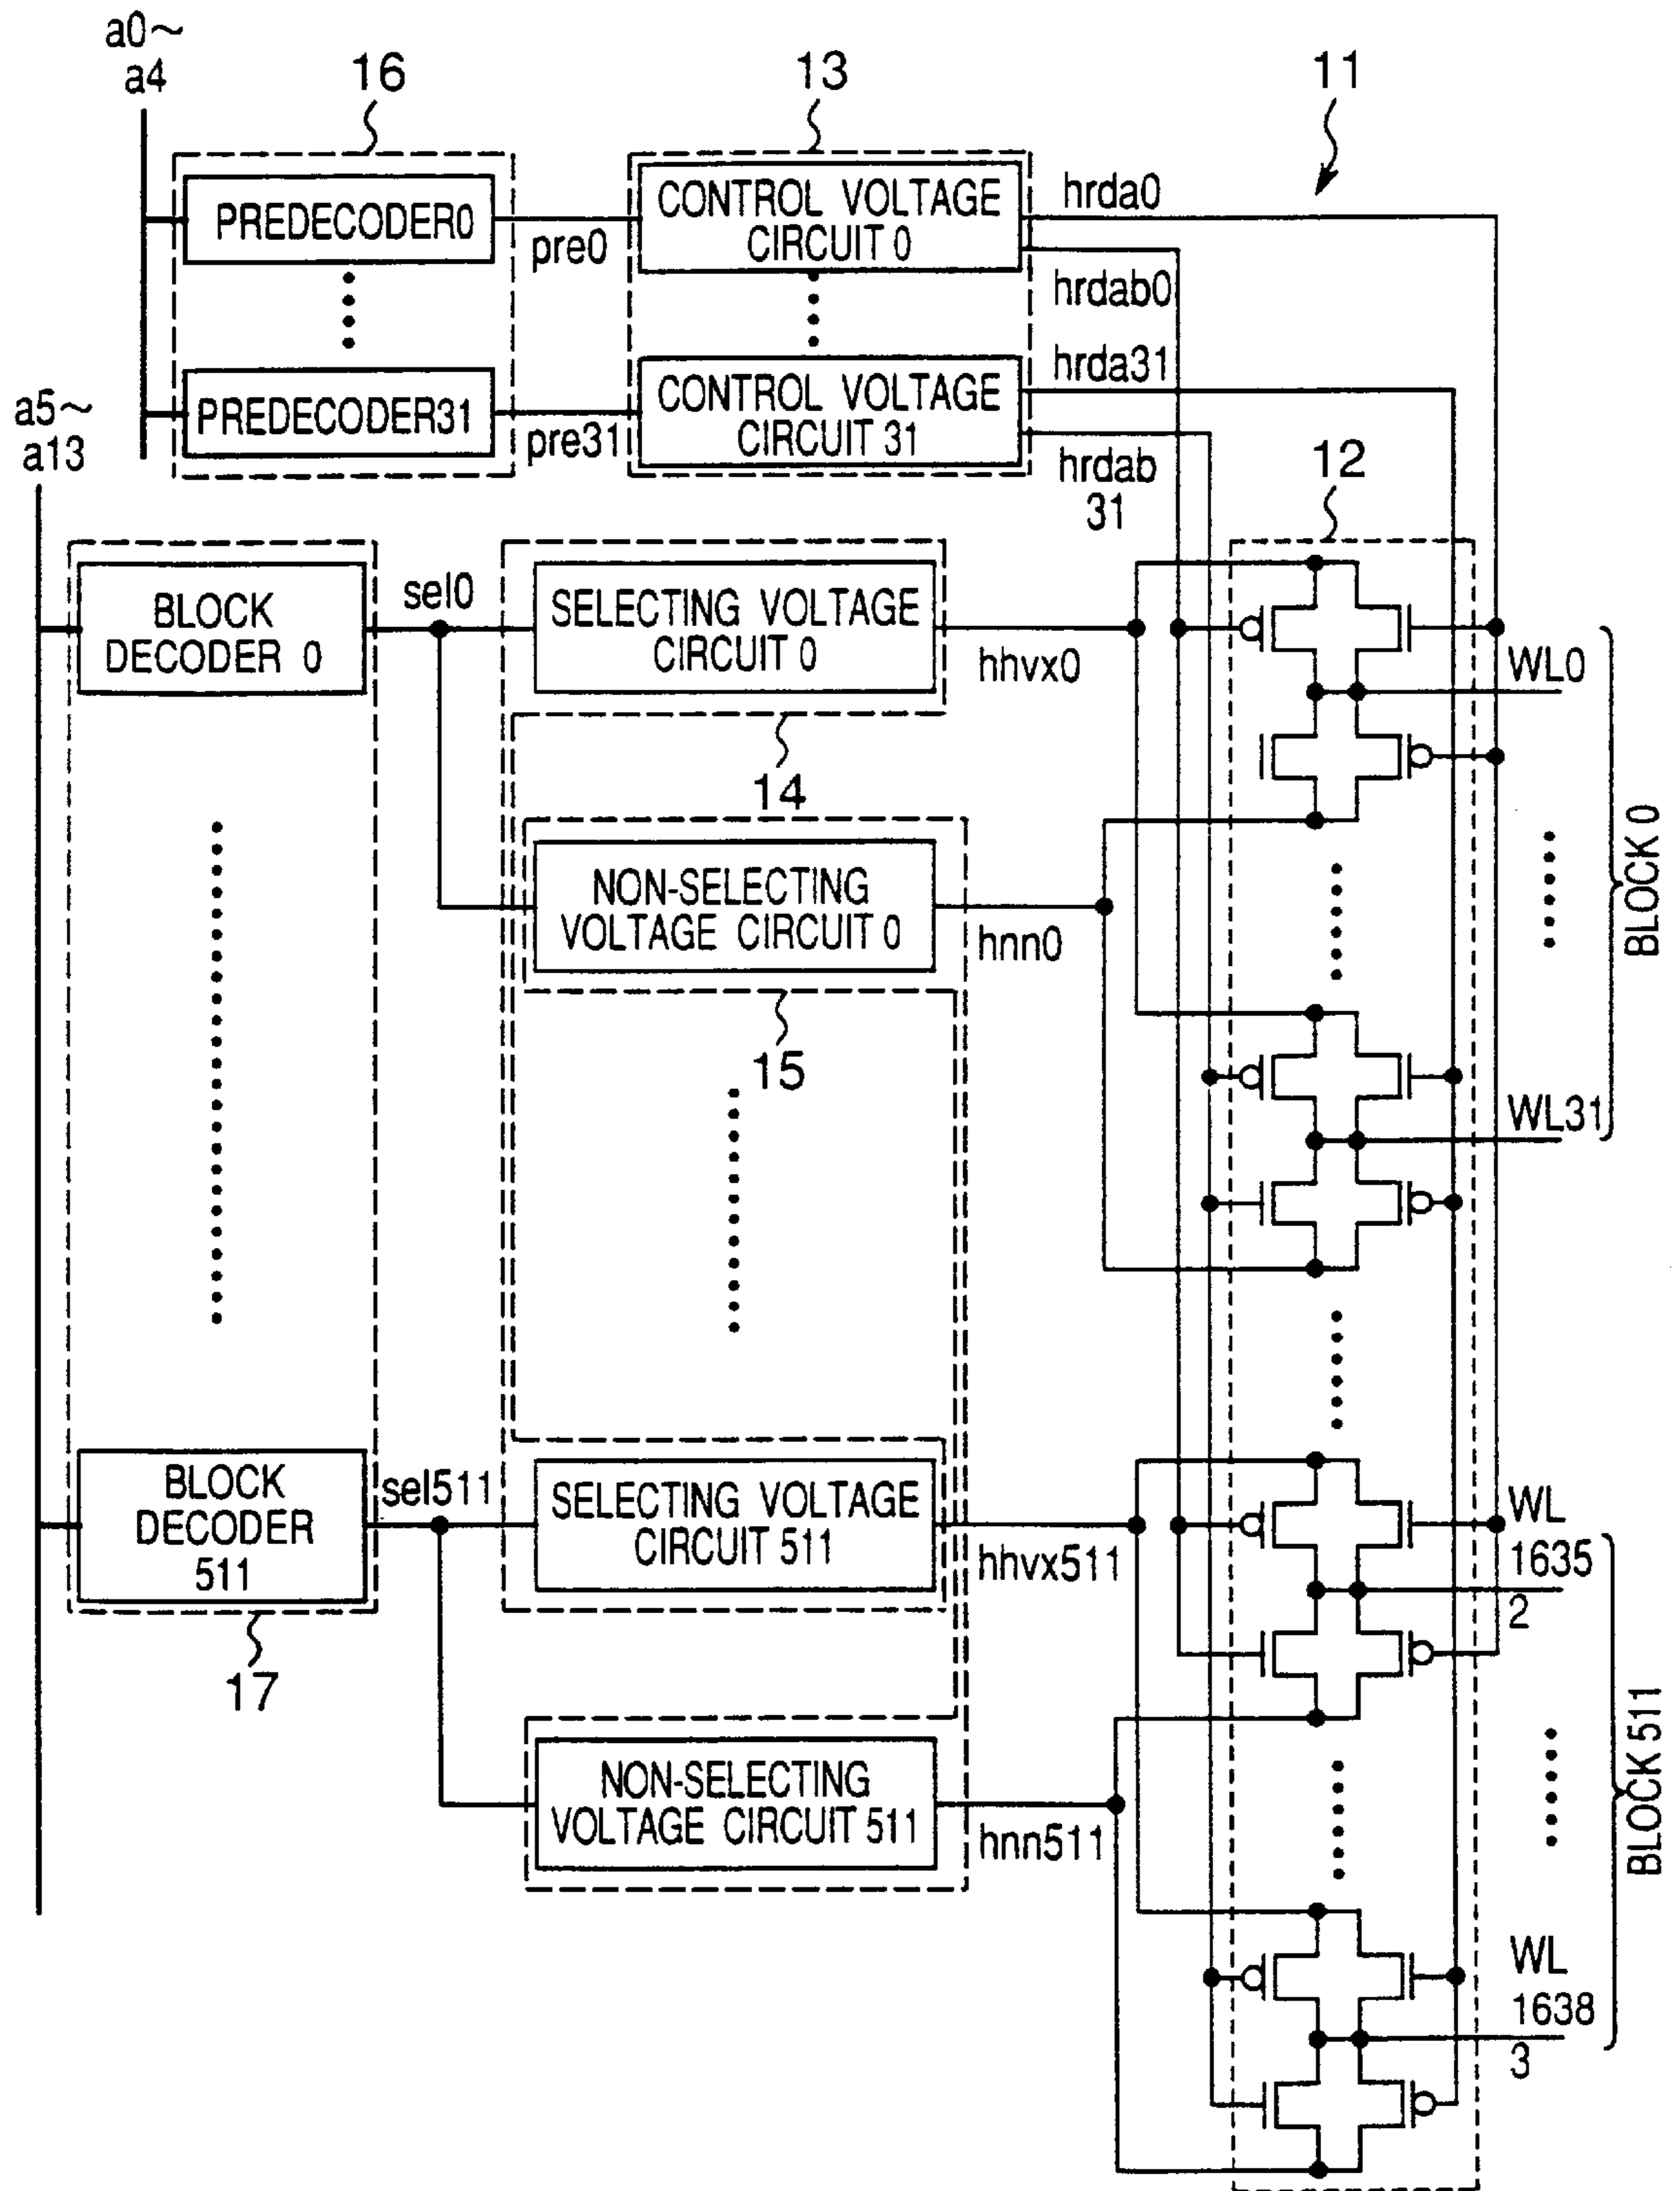 a0~
a4
16
13
11
PREDECODER0
pre0
CONTROL VOLTAGE
CIRCUIT 0
hrda0
hrdab0
PREDECODER31
pre31
CONTROL VOLTAGE
CIRCUIT 31
hrda31
hrdab
31
a5~
a13
12
BLOCK
DECODER 0
sel0
SELECTING VOLTAGE
CIRCUIT 0
hhvx0
WL0
14
NON-SELECTING
VOLTAGE CIRCUIT 0
hnn0
BLOCK 0
15
WL31
BLOCK
DECODER
511
sel511
SELECTING VOLTAGE
CIRCUIT 511
hhvx511
WL
1635
2
17
NON-SELECTING
VOLTAGE CIRCUIT 511
hnn511
BLOCK 511
WL
1638
3